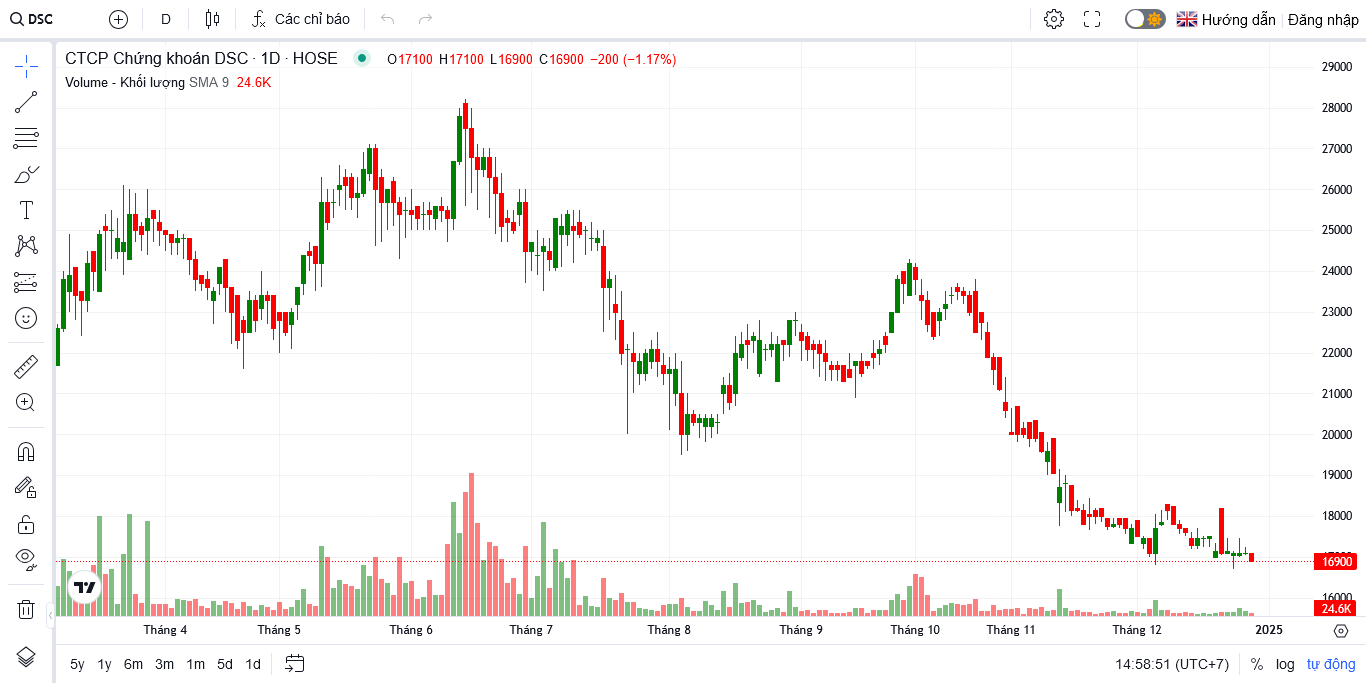 DSC D Các chỉ báo Hướng dẫn Đăng nhập
CTCP Chứng khoán DSC · 1D · HOSE O17100 H17100 L16900 C16900 −200 (−1.17%)
Volume - Khối lượng SMA 9 24.6K
29000
28000
27000
26000
25000
24000
23000
22000
21000
20000
19000
18000
17000
16900
16000
24.6K
Tháng 4 Tháng 5 Tháng 6 Tháng 7 Tháng 8 Tháng 9 Tháng 10 Tháng 11 Tháng 12 2025
5y 1y 6m 3m 1m 5d 1d 14:58:51 (UTC+7) % log tự động